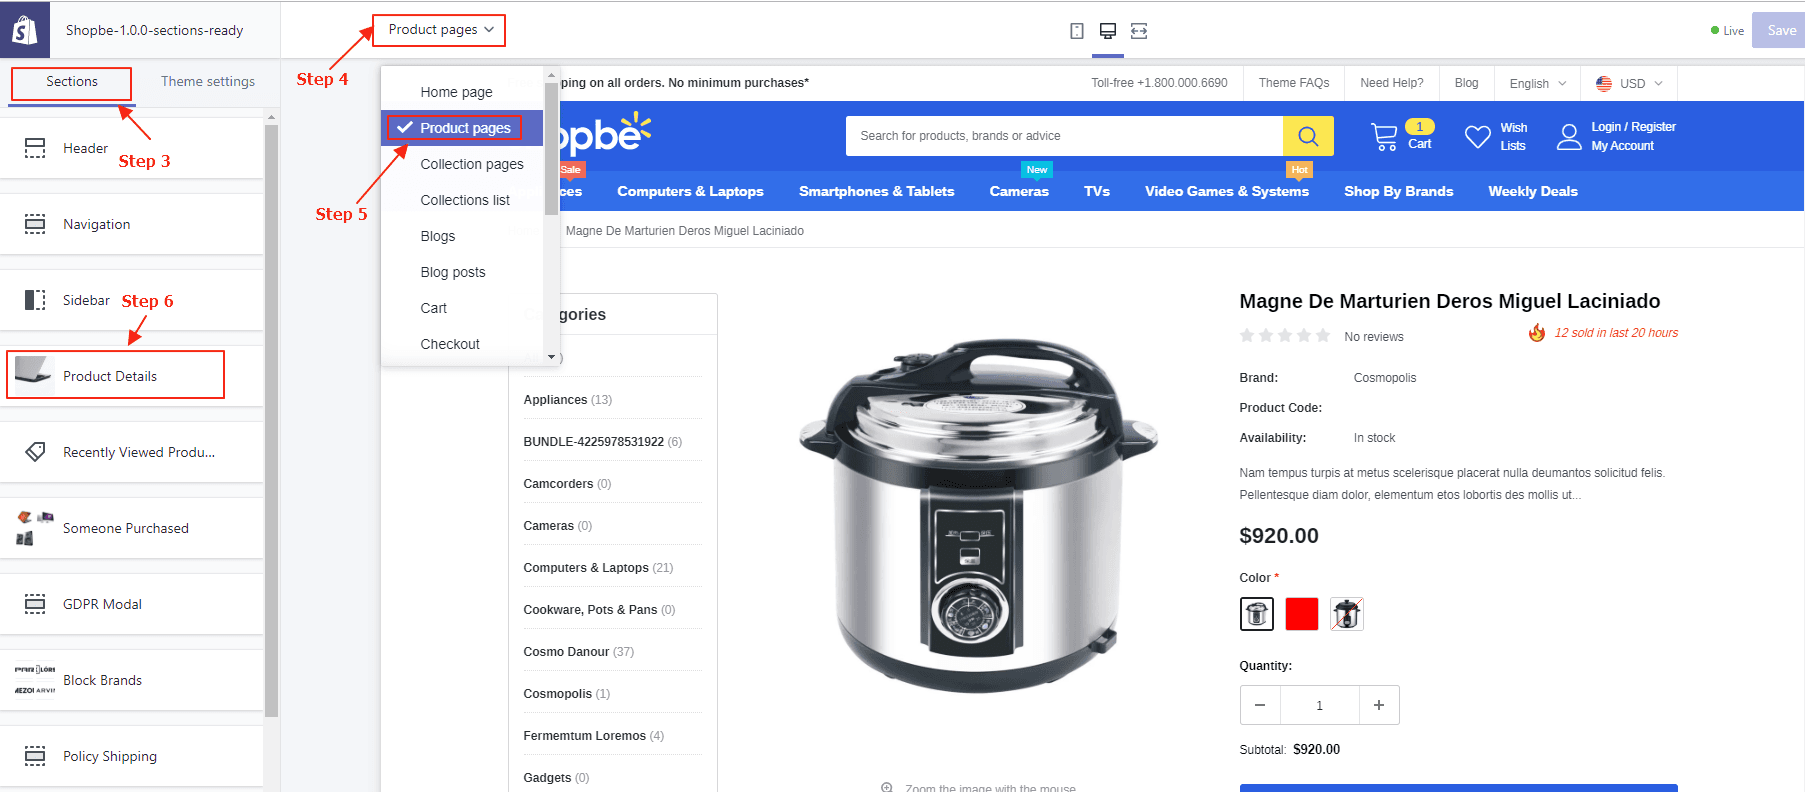 Shopbe-1.0.0-sections-ready
Product pages
Live
Save
Step 4
Sections
Theme settings
Step 3
Header
Navigation
Sidebar
Step 6
Product Details
Recently Viewed Produ...
Someone Purchased
GDPR Modal
Block Brands
Policy Shipping
Home page
Product pages
Collection pages
Collections list
Blogs
Blog posts
Cart
Checkout
Step 5
pping on all orders. No minimum purchases*
Toll-free +1.800.000.6690
Theme FAQs
Need Help?
Blog
English
USD
opbe
Search for products, brands or advice
1
Cart
Wish
Lists
Login / Register
My Account
Sale
New
Hot
ces
Computers & Laptops
Smartphones & Tablets
Cameras
TVs
Video Games & Systems
Shop By Brands
Weekly Deals
Magne De Marturien Deros Miguel Laciniado
gories
Appliances (13)
BUNDLE-4225978531922 (6)
Camcorders (0)
Cameras (0)
Computers & Laptops (21)
Cookware, Pots & Pans (0)
Cosmo Danour (37)
Cosmopolis (1)
Fermemtum Loremos (4)
Gadgets (0)
Zoom the image with the mouse
Magne De Marturien Deros Miguel Laciniado
No reviews
12 sold in last 20 hours
Brand: Cosmopolis
Product Code:
Availability: In stock
Nam tempus turpis at metus scelerisque placerat nulla deumantos solicitud felis.
Pellentesque diam dolor, elementum etos lobortis des mollis ut...
$920.00
Color *
Quantity:
− 1 +
Subtotal: $920.00